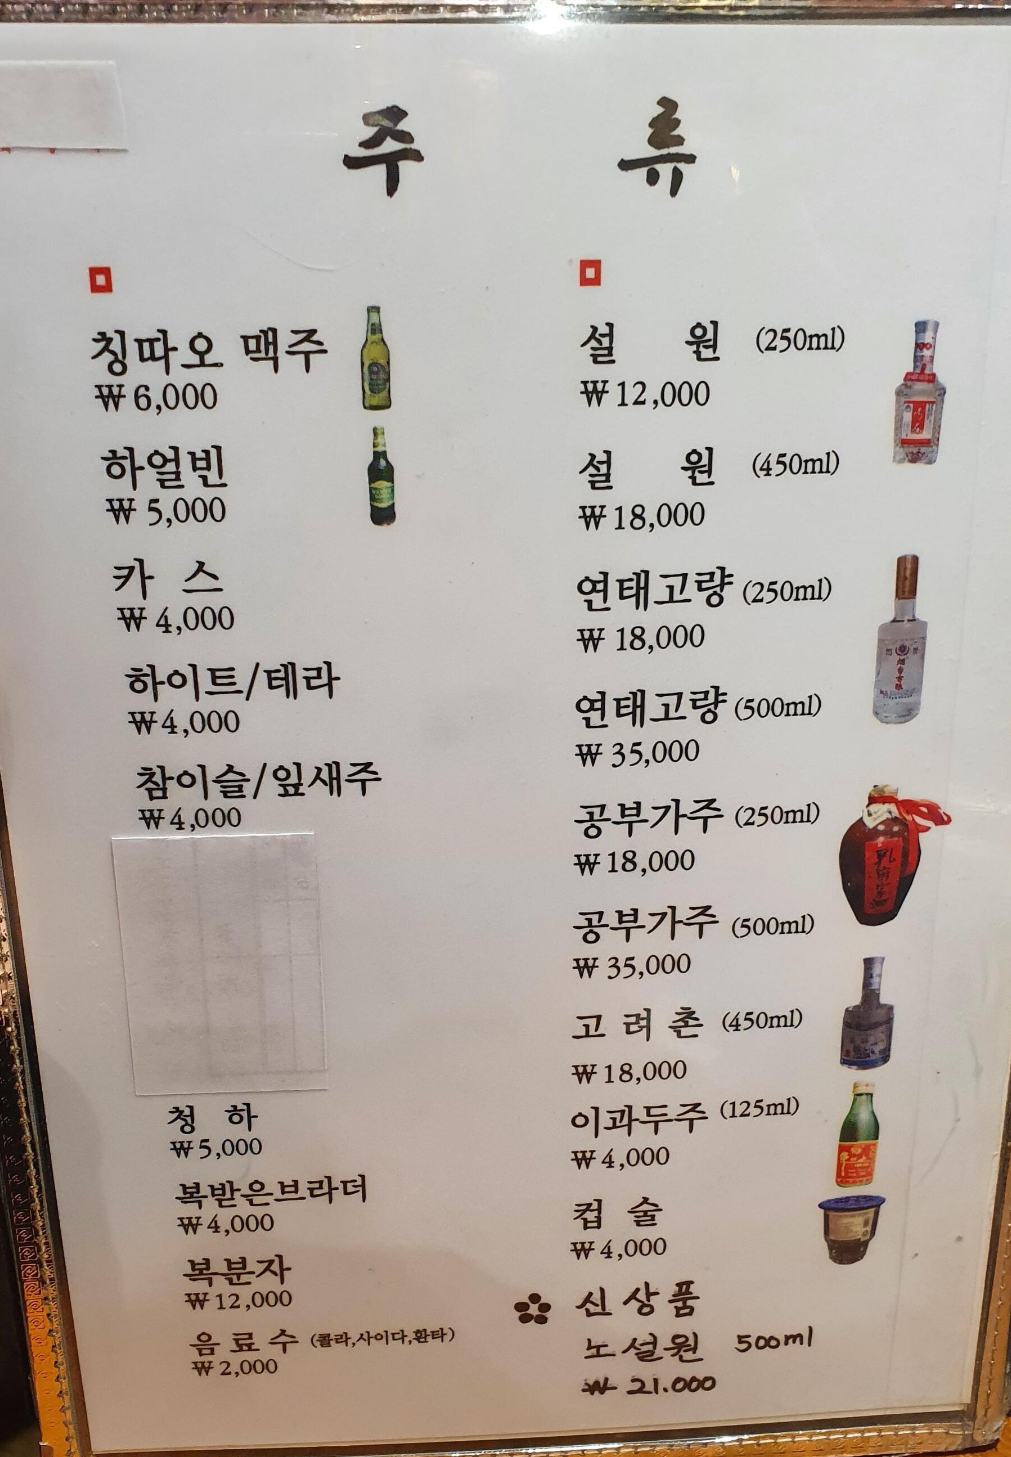 주 류
칭따오 맥주
₩6,000
하얼빈
₩5,000
카 스
₩4,000
하이트/테라
₩4,000
참이슬/잎새주
₩4,000
청 하
₩5,000
복받은브라더
₩4,000
복분자
₩12,000
음 료 수 (콜라,사이다,환타)
₩2,000
설 원 (250ml)
₩12,000
설 원 (450ml)
₩18,000
연태고량 (250ml)
₩18,000
연태고량 (500ml)
₩35,000
공부가주 (250ml)
₩18,000
공부가주 (500ml)
₩35,000
고 려 촌 (450ml)
₩18,000
이과두주 (125ml)
₩4,000
컵 술
₩4,000
신상품
노설원 500ml
₩21.000